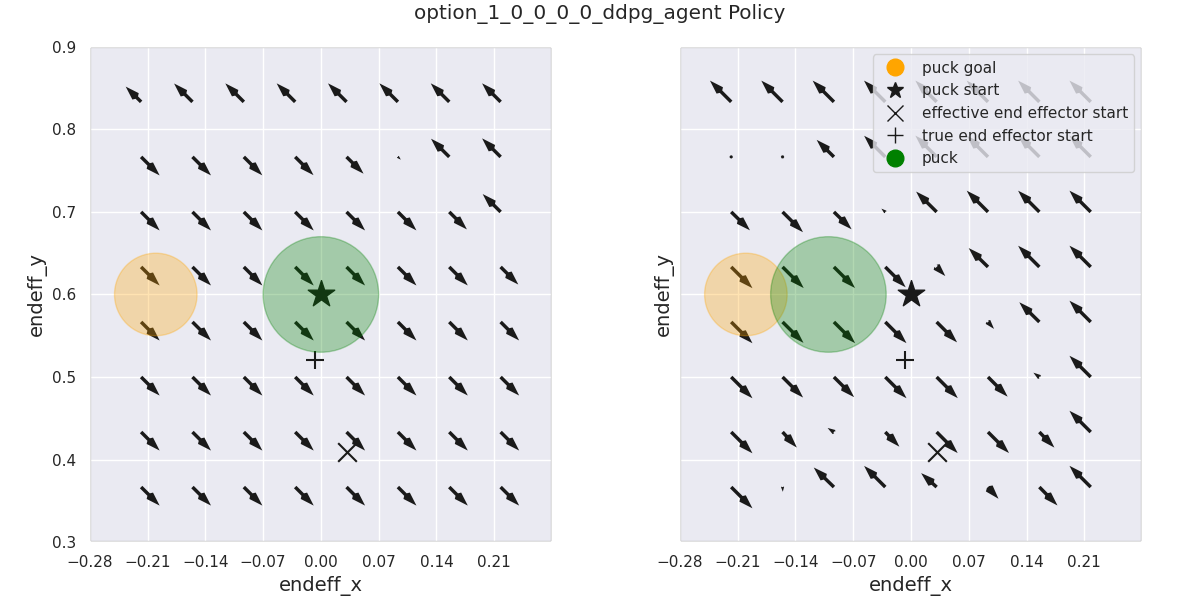 option_1_0_0_0_0_ddpg_agent Policy
0.9
0.8
0.7
0.6
0.5
0.4
0.3
endeff_y
−0.28 −0.21 −0.14 −0.07 0.00 0.07 0.14 0.21
endeff_x
endeff_y
puck goal
puck start
effective end effector start
true end effector start
puck
−0.28 −0.21 −0.14 −0.07 0.00 0.07 0.14 0.21
endeff_x